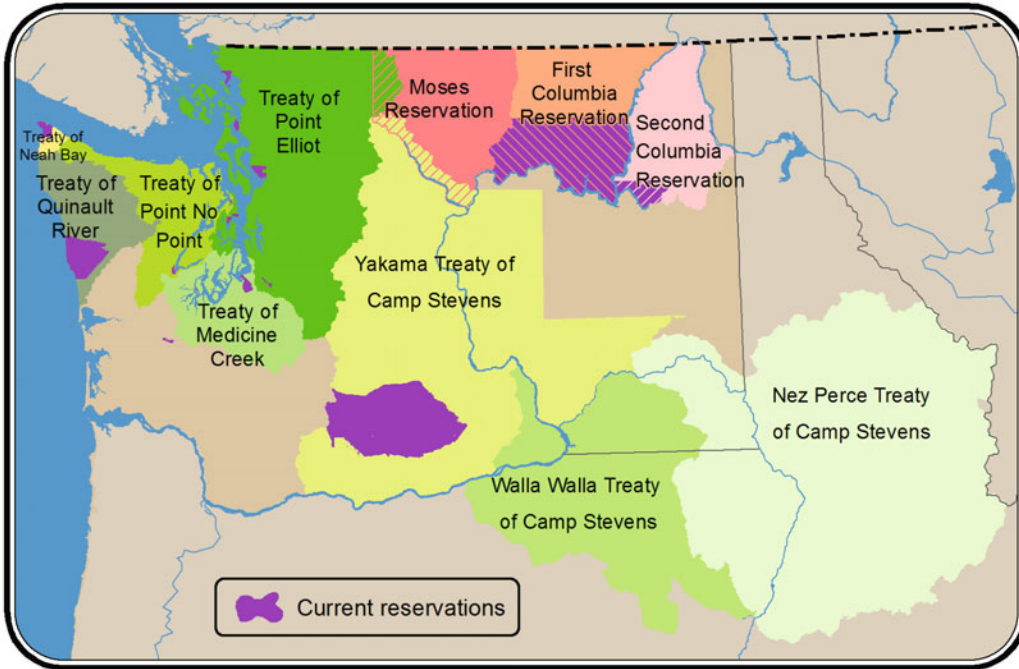 Treaty of
Point
Elliot
Moses
Reservation
First
Columbia
Reservation
Second
Columbia
Reservation
Treaty of
Neah Bay
Treaty of
Quinault
River
Treaty of
Point No
Point
Yakama Treaty of
Camp Stevens
Treaty of
Medicine
Creek
Nez Perce Treaty
of Camp Stevens
Walla Walla Treaty
of Camp Stevens
Current reservations